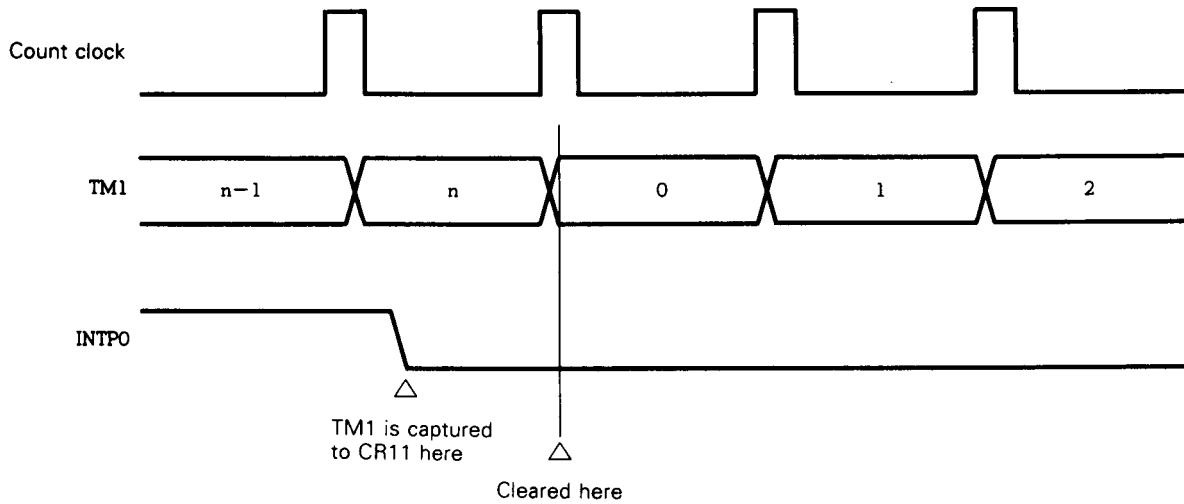 Count clock
TM1
n−1
n
0
1
2
INTP0
TM1 is captured
to CR11 here
Cleared here